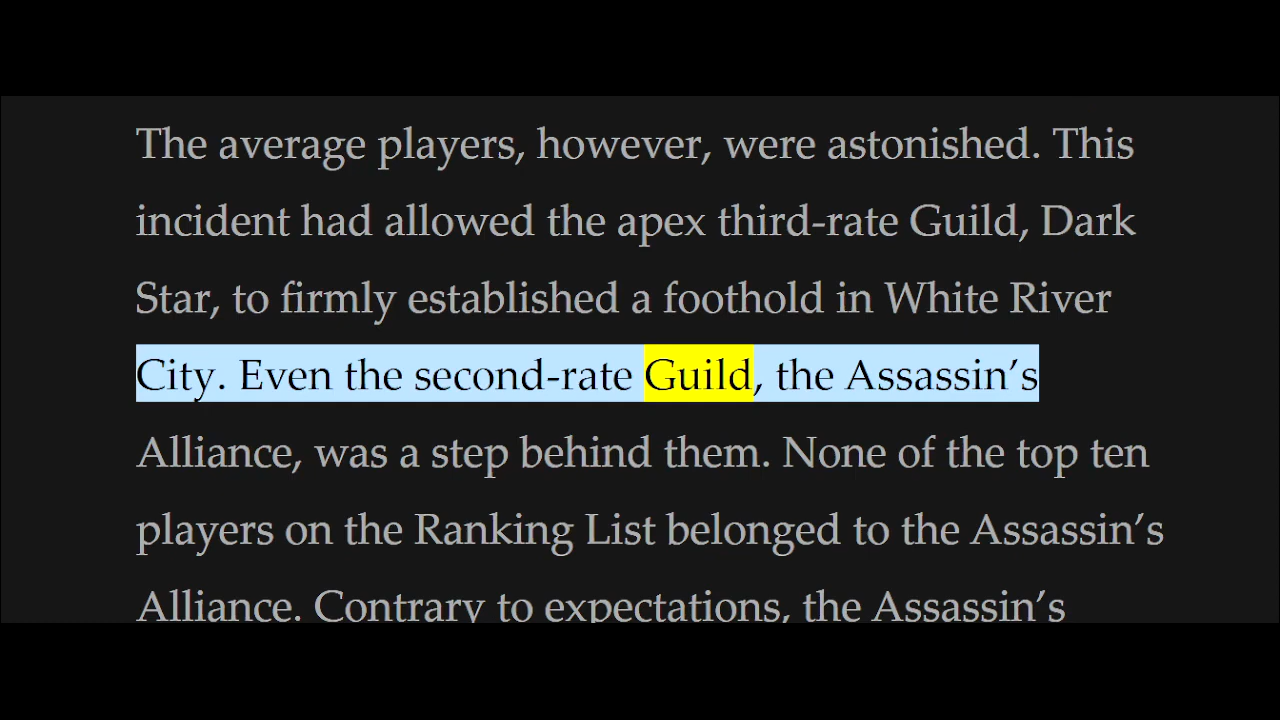 The average players, however, were astonished. This
incident had allowed the apex third-rate Guild, Dark
Star, to firmly established a foothold in White River
City. Even the second-rate Guild, the Assassin’s
Alliance, was a step behind them. None of the top ten
players on the Ranking List belonged to the Assassin’s
Alliance. Contrary to expectations, the Assassin’s